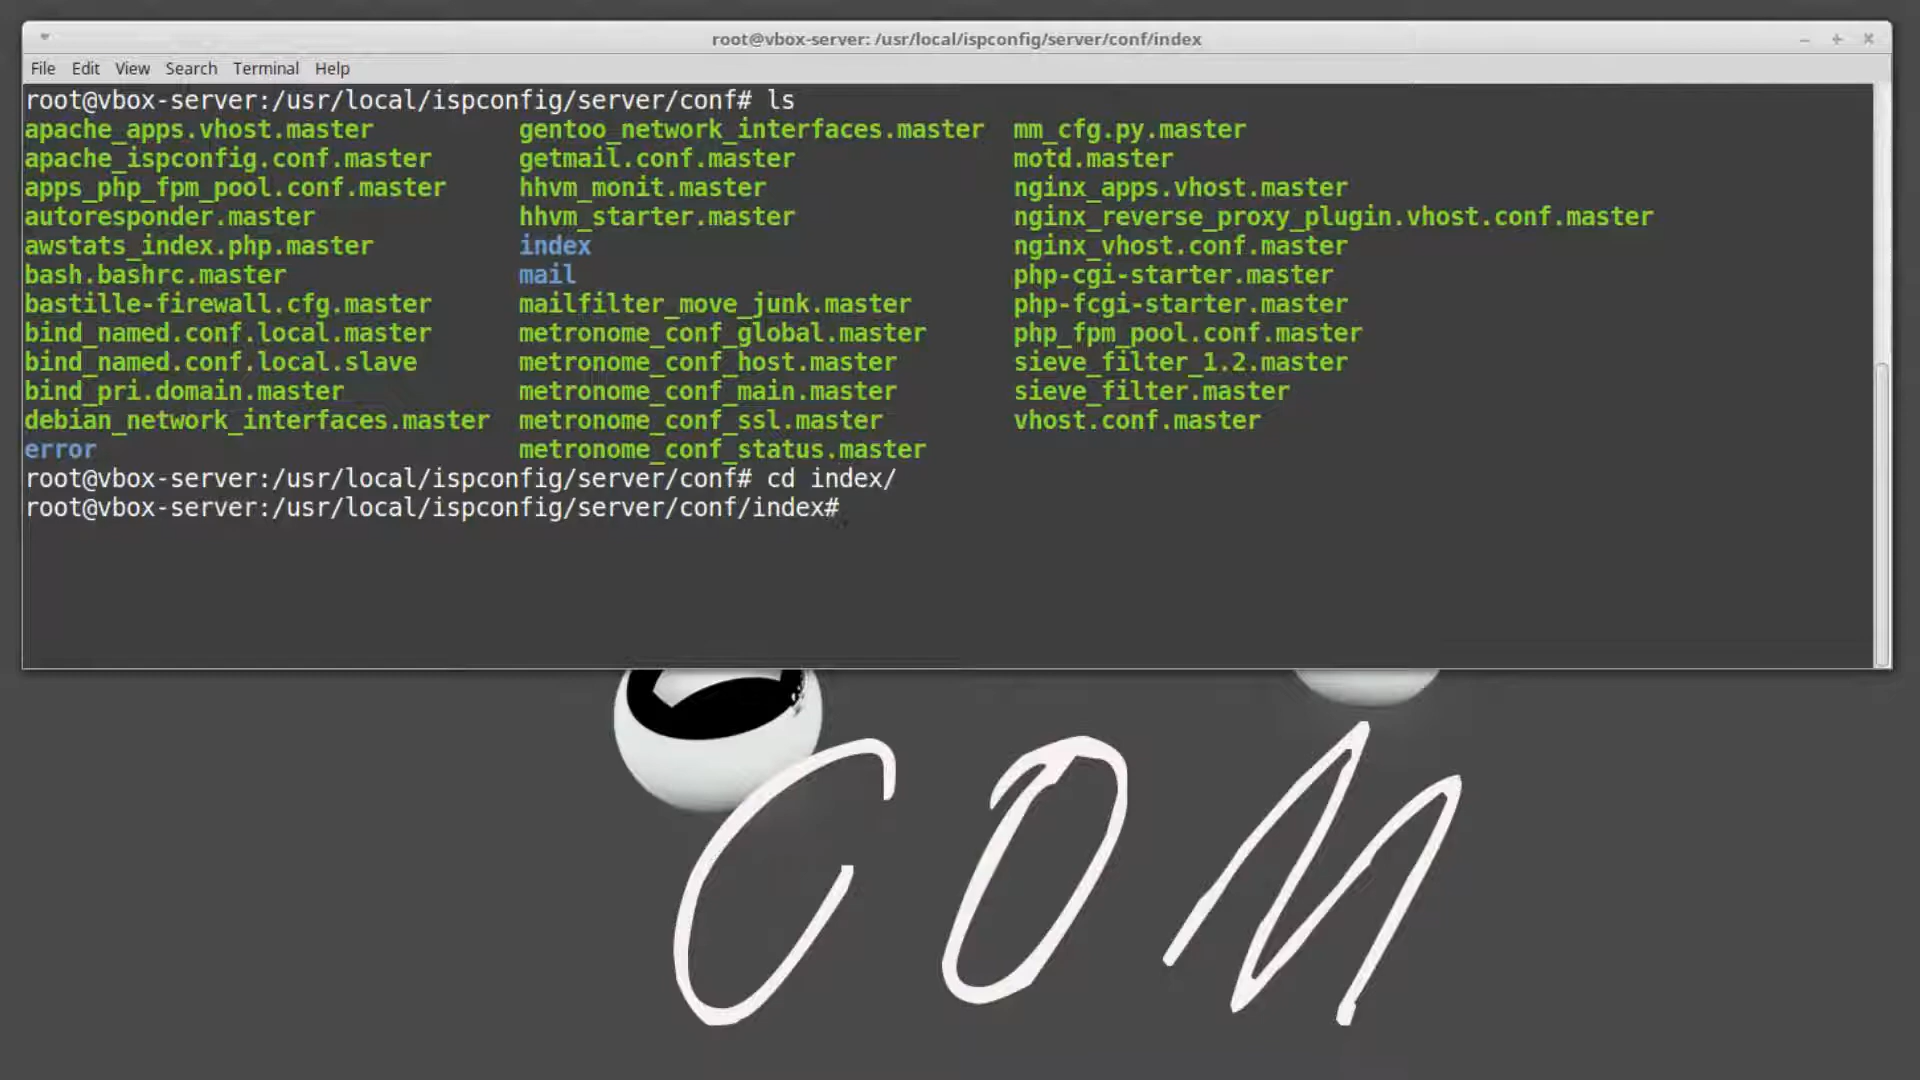 root@vbox-server: /usr/local/ispconfig/server/conf/index
File Edit View Search Terminal Help
root@vbox-server:/usr/local/ispconfig/server/conf# ls
apache_apps.vhost.master gentoo_network_interfaces.master mm_cfg.py.master
apache_ispconfig.conf.master getmail.conf.master motd.master
apps_php_fpm_pool.conf.master hhvm_monit.master nginx_apps.vhost.master
autoresponder.master hhvm_starter.master nginx_reverse_proxy_plugin.vhost.conf.master
awstats_index.php.master index nginx_vhost.conf.master
bash.bashrc.master mail php-cgi-starter.master
bastille-firewall.cfg.master mailfilter_move_junk.master php-fcgi-starter.master
bind_named.conf.local.master metronome_conf_global.master php_fpm_pool.conf.master
bind_named.conf.local.slave metronome_conf_host.master sieve_filter_1.2.master
bind_pri.domain.master metronome_conf_main.master sieve_filter.master
debian_network_interfaces.master metronome_conf_ssl.master vhost.conf.master
error metronome_conf_status.master
root@vbox-server:/usr/local/ispconfig/server/conf# cd index/
root@vbox-server:/usr/local/ispconfig/server/conf/index#
COM